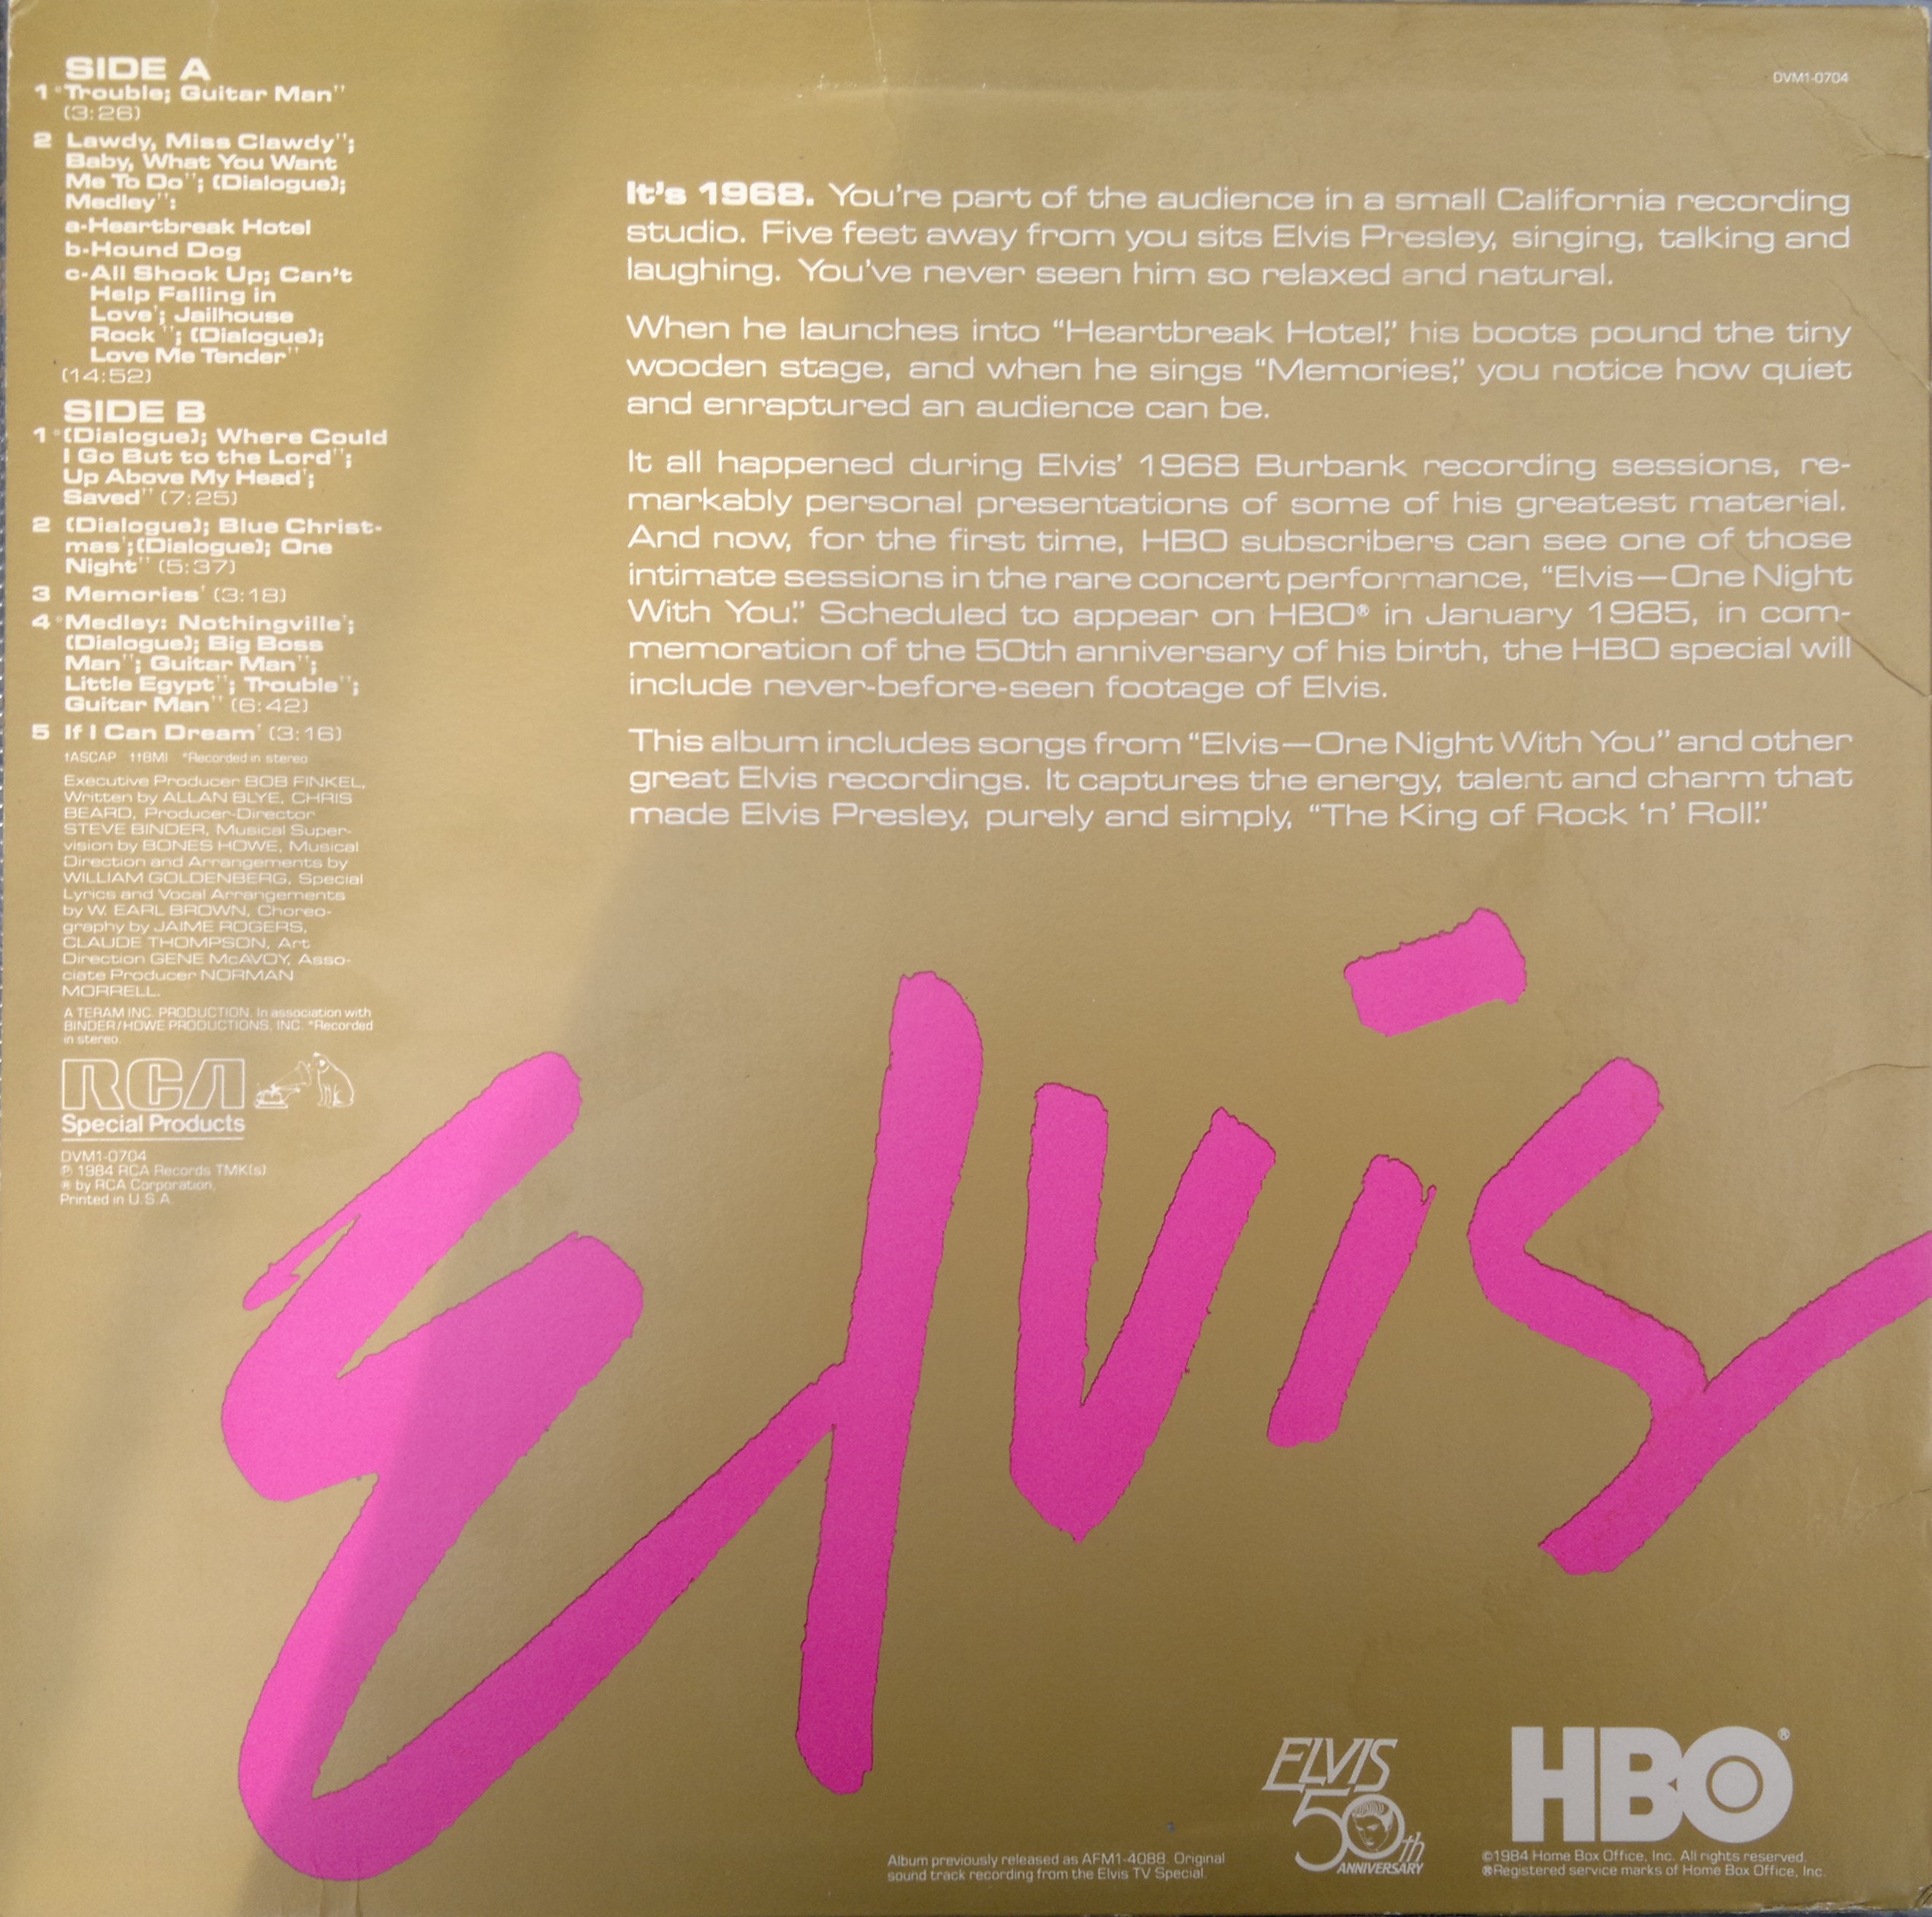 SIDE A
1 *Trouble; Guitar Man††
(3:26)
2 Lawdy, Miss Clawdy††;
Baby, What You Want
Me To Do††; (Dialogue);
Medley††:
a-Heartbreak Hotel
b-Hound Dog
c-All Shook Up; Can't
Help Falling in
Love†; Jailhouse
Rock ††; (Dialogue);
Love Me Tender††
(14:52)
SIDE B
1 *(Dialogue); Where Could
I Go But to the Lord††;
Up Above My Head†;
Saved†† (7:25)
2 (Dialogue); Blue Christ-
mas†;(Dialogue); One
Night†† (5:37)
3 Memories† (3:18)
4 *Medley: Nothingville†;
(Dialogue); Big Boss
Man††; Guitar Man††;
Little Egypt††; Trouble††;
Guitar Man†† (6:42)
5 If I Can Dream† (3:16)
†ASCAP ††BMI *Recorded in stereo
Executive Producer BOB FINKEL,
Written by ALLAN BLYE, CHRIS
BEARD, Producer-Director
STEVE BINDER, Musical Super-
vision by BONES HOWE, Musical
Direction and Arrangements by
WILLIAM GOLDENBERG, Special
Lyrics and Vocal Arrangements
by W. EARL BROWN, Choreo-
graphy by JAIME ROGERS,
CLAUDE THOMPSON, Art
Direction GENE McAVOY, Asso-
ciate Producer NORMAN
MORRELL.
A TERAM INC. PRODUCTION. In association with
BINDER/HOWE PRODUCTIONS, INC. *Recorded
in stereo.
RCA
Special Products
DVM1-0704
℗ 1984 RCA Records TMK(s)
® by RCA Corporation,
Printed in U.S.A.
DVM1-0704
It's 1968. You're part of the audience in a small California recording
studio. Five feet away from you sits Elvis Presley, singing, talking and
laughing. You've never seen him so relaxed and natural.
When he launches into “Heartbreak Hotel,” his boots pound the tiny
wooden stage, and when he sings “Memories,” you notice how quiet
and enraptured an audience can be.
It all happened during Elvis' 1968 Burbank recording sessions, re-
markably personal presentations of some of his greatest material.
And now, for the first time, HBO subscribers can see one of those
intimate sessions in the rare concert performance, “Elvis—One Night
With You.” Scheduled to appear on HBO® in January 1985, in com-
memoration of the 50th anniversary of his birth, the HBO special will
include never-before-seen footage of Elvis.
This album includes songs from “Elvis—One Night With You” and other
great Elvis recordings. It captures the energy, talent and charm that
made Elvis Presley, purely and simply, “The King of Rock 'n' Roll.”
Elvis
Album previously released as AFM1-4088. Original
sound track recording from the Elvis TV Special.
ELVIS
50th
ANNIVERSARY
HBO®
©1984 Home Box Office, Inc. All rights reserved.
®Registered service marks of Home Box Office, Inc.